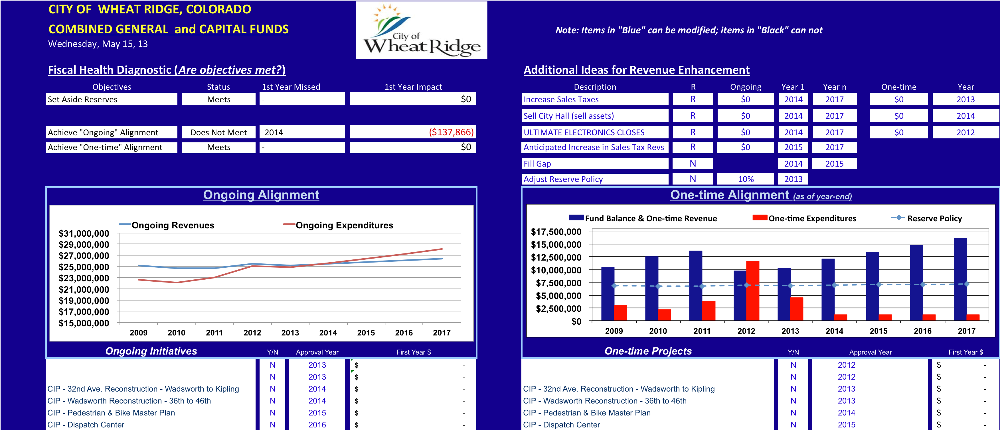 CITY OF WHEAT RIDGE, COLORADO
COMBINED GENERAL and CAPITAL FUNDS
Wednesday, May 15, 13
City of
Wheat Ridge
Note: Items in "Blue" can be modified; items in "Black" can not
Fiscal Health Diagnostic (Are objectives met?)
Objectives Status 1st Year Missed 1st Year Impact
Set Aside Reserves Meets - $0
Achieve "Ongoing" Alignment Does Not Meet 2014 ($137,866)
Achieve "One-time" Alignment Meets - $0
Additional Ideas for Revenue Enhancement
Description R Ongoing Year 1 Year n One-time Year
Increase Sales Taxes R $0 2014 2017 $0 2013
Sell City Hall (sell assets) R $0 2014 2017 $0 2014
ULTIMATE ELECTRONICS CLOSES R $0 2014 2017 $0 2012
Anticipated Increase in Sales Tax Revs R $0 2015 2017
Fill Gap N 2014 2015
Adjust Reserve Policy N 10% 2013
Ongoing Alignment
Ongoing Revenues Ongoing Expenditures
$31,000,000
$29,000,000
$27,000,000
$25,000,000
$23,000,000
$21,000,000
$19,000,000
$17,000,000
$15,000,000
2009 2010 2011 2012 2013 2014 2015 2016 2017
One-time Alignment (as of year-end)
Fund Balance & One-time Revenue One-time Expenditures Reserve Policy
$17,500,000
$15,000,000
$12,500,000
$10,000,000
$7,500,000
$5,000,000
$2,500,000
$0
2009 2010 2011 2012 2013 2014 2015 2016 2017
Ongoing Initiatives Y/N Approval Year First Year $
N 2013 $ -
N 2013 $ -
CIP - 32nd Ave. Reconstruction - Wadsworth to Kipling N 2014 $ -
CIP - Wadsworth Reconstruction - 36th to 46th N 2014 $ -
CIP - Pedestrian & Bike Master Plan N 2015 $ -
CIP - Dispatch Center N 2016 $ -
One-time Projects Y/N Approval Year First Year $
N 2012 $ -
N 2012 $ -
CIP - 32nd Ave. Reconstruction - Wadsworth to Kipling N 2013 $ -
CIP - Wadsworth Reconstruction - 36th to 46th N 2013 $ -
CIP - Pedestrian & Bike Master Plan N 2014 $ -
CIP - Dispatch Center N 2015 $ -